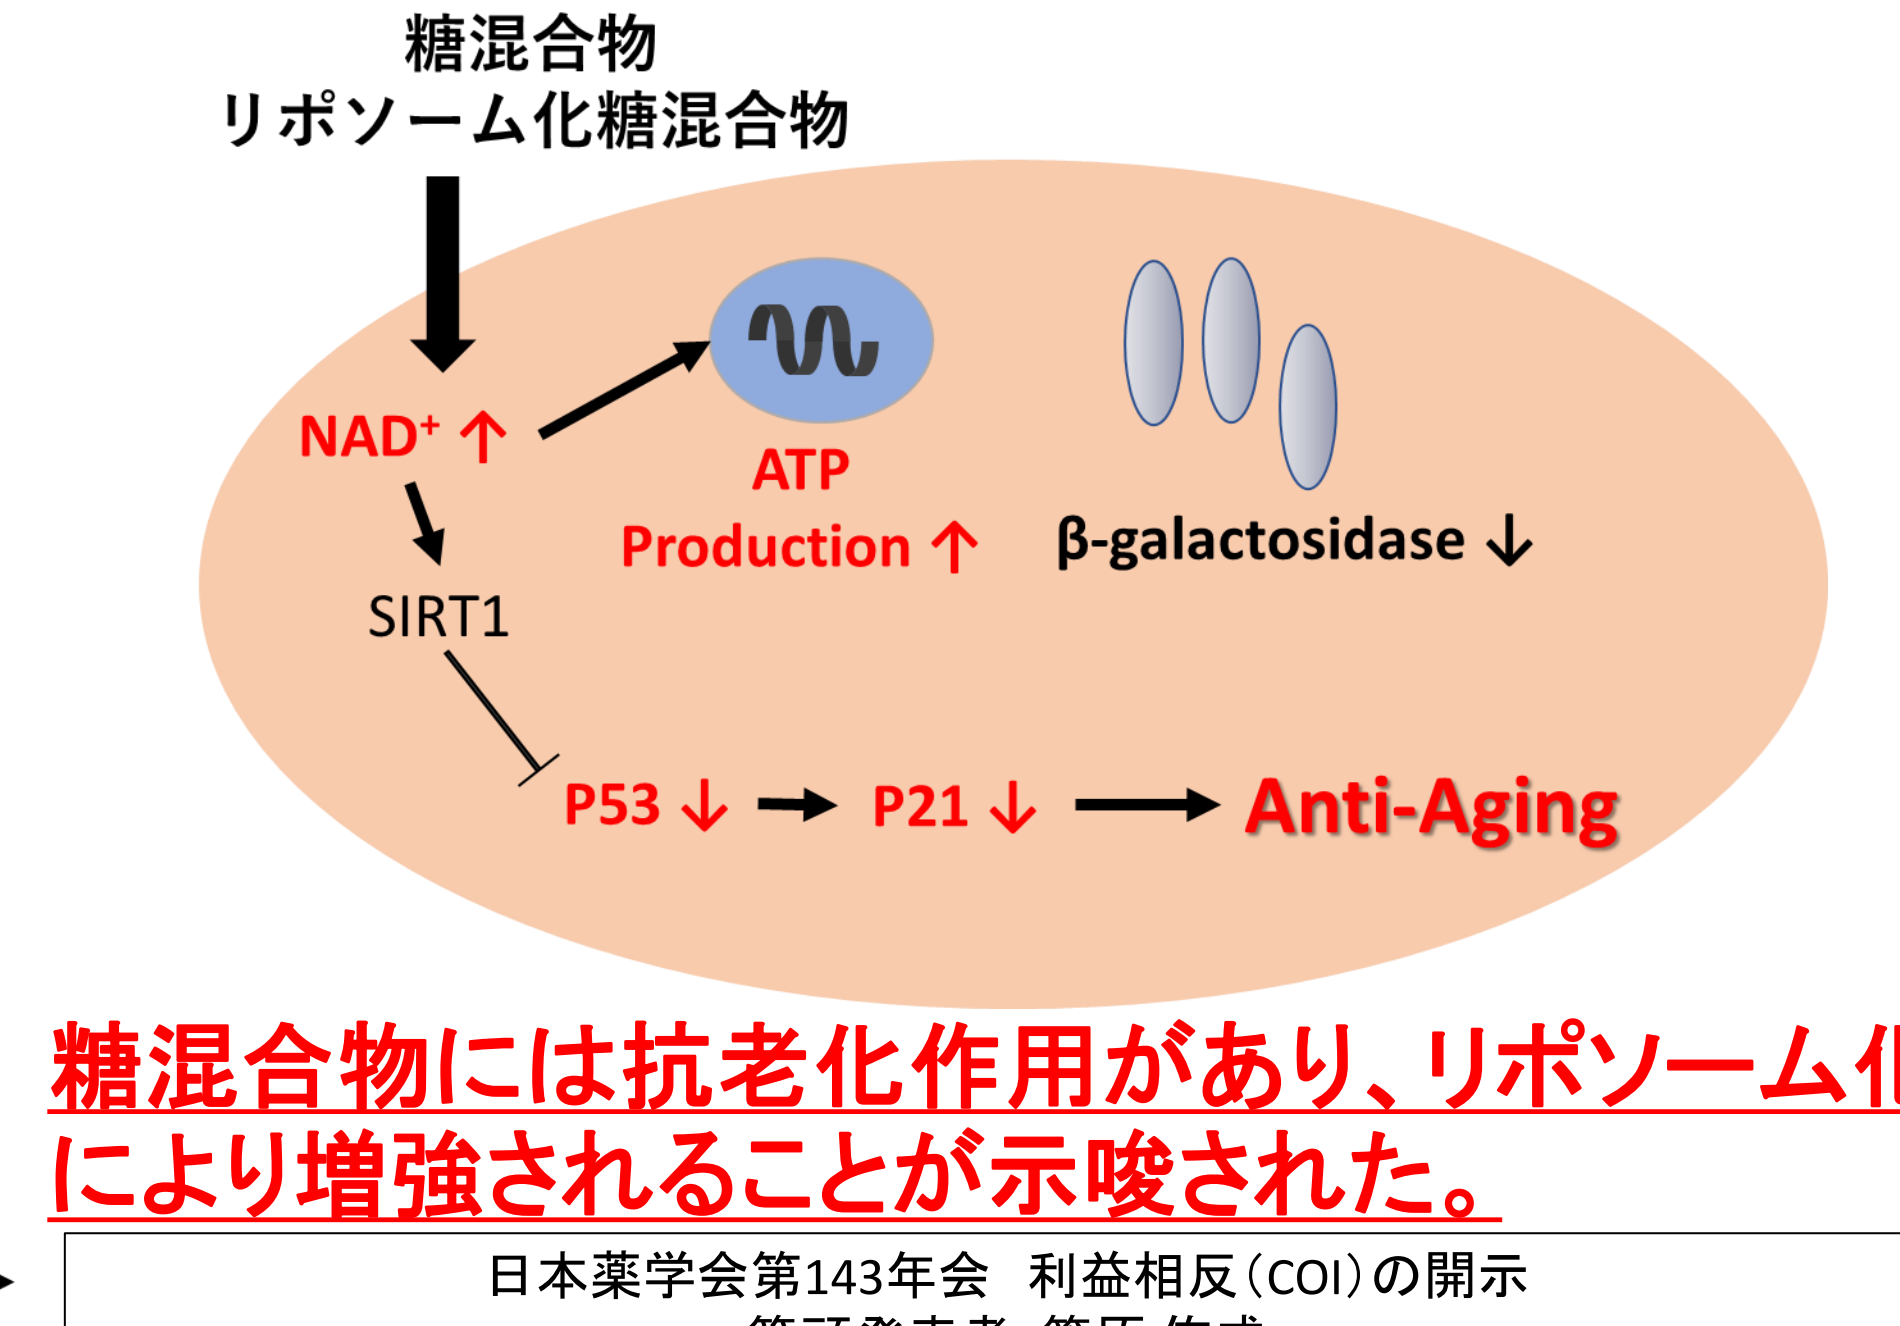 糖混合物
リポソーム化糖混合物
NAD⁺ ↑
ATP
Production ↑
β-galactosidase ↓
SIRT1
P53 ↓
P21 ↓
Anti-Aging
糖混合物には抗老化作用があり、リポソーム化
により増強されることが示唆された。
日本薬学会第143年会　利益相反（COI）の開示